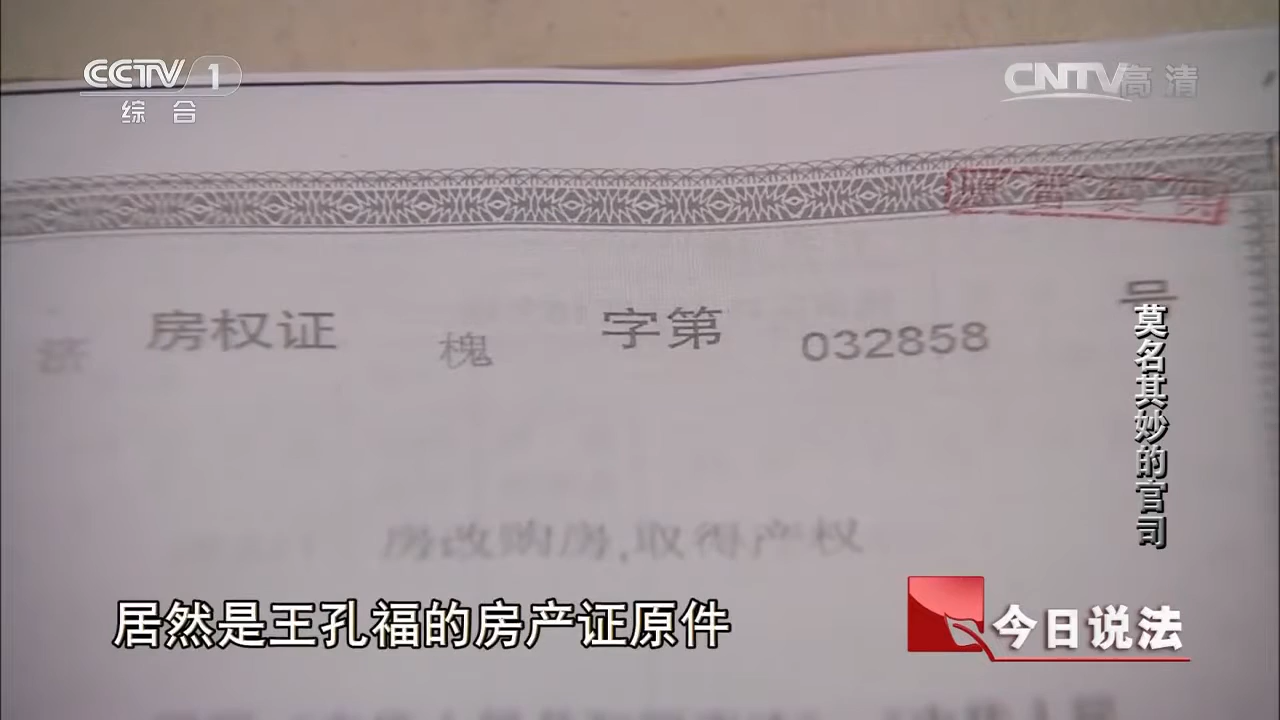 CCTV 1
综合
CNTV高清
济 房权证 槐 字第 032858 号
房改购房,取得产权
莫名其妙的官司
居然是王孔福的房产证原件
今日说法